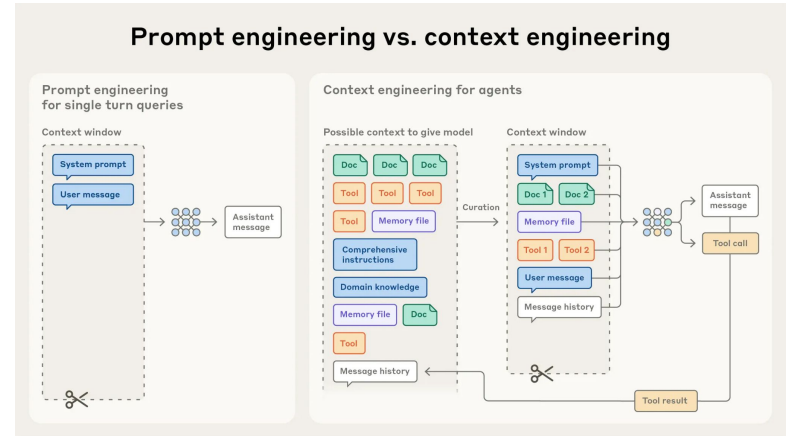 Prompt engineering vs. context engineering
Prompt engineering
for single turn queries
Context window
System prompt
User message
Assistant
message
Context engineering for agents
Possible context to give model
Doc
Doc
Doc
Tool
Tool
Tool
Tool
Memory file
Comprehensive
instructions
Domain knowledge
Memory file
Doc
Tool
Message history
Curation
Context window
System prompt
Doc 1
Doc 2
Memory file
Tool 1
Tool 2
User message
Message history
Assistant
message
Tool call
Tool result